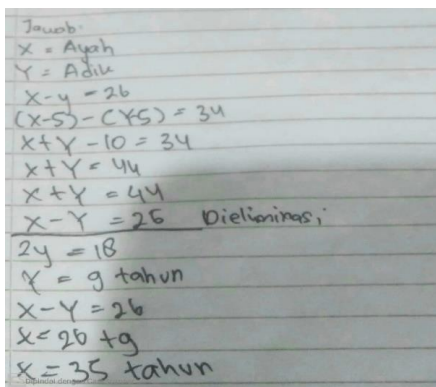 Jawab.
X = Ayah
Y = Adik
X - y = 26
(X-5) - (Y-5) = 34
X + Y - 10 = 34
X + Y = 44
X + Y = 44
X - Y = 26 Dieliminasi
2y = 18
Y = 9 tahun
X - Y = 26
X = 26 + 9
X = 35 tahun